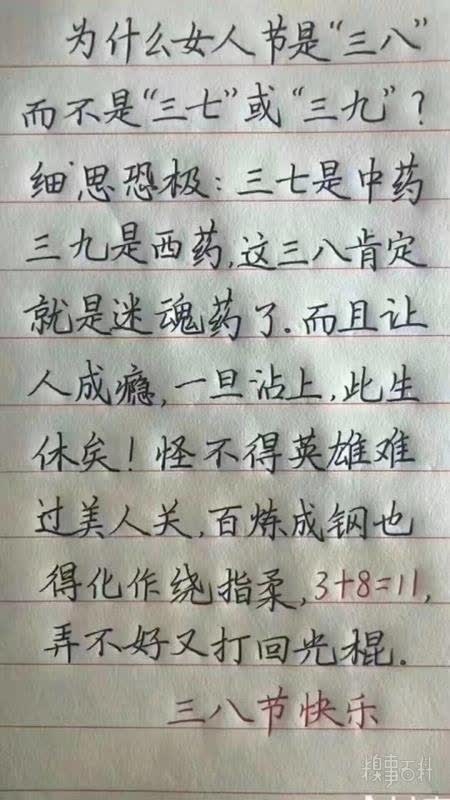 为什么女人节是“三八”
而不是“三七”或“三九”？
细思恐极：三七是中药
三九是西药，这三八肯定
就是迷魂药了．而且让
人成瘾，一旦沾上，此生
休矣！怪不得英雄难
过美人关，百炼成钢也
得化作绕指柔，3+8=11，
弄不好又打回光棍．
三八节快乐
糗事百科